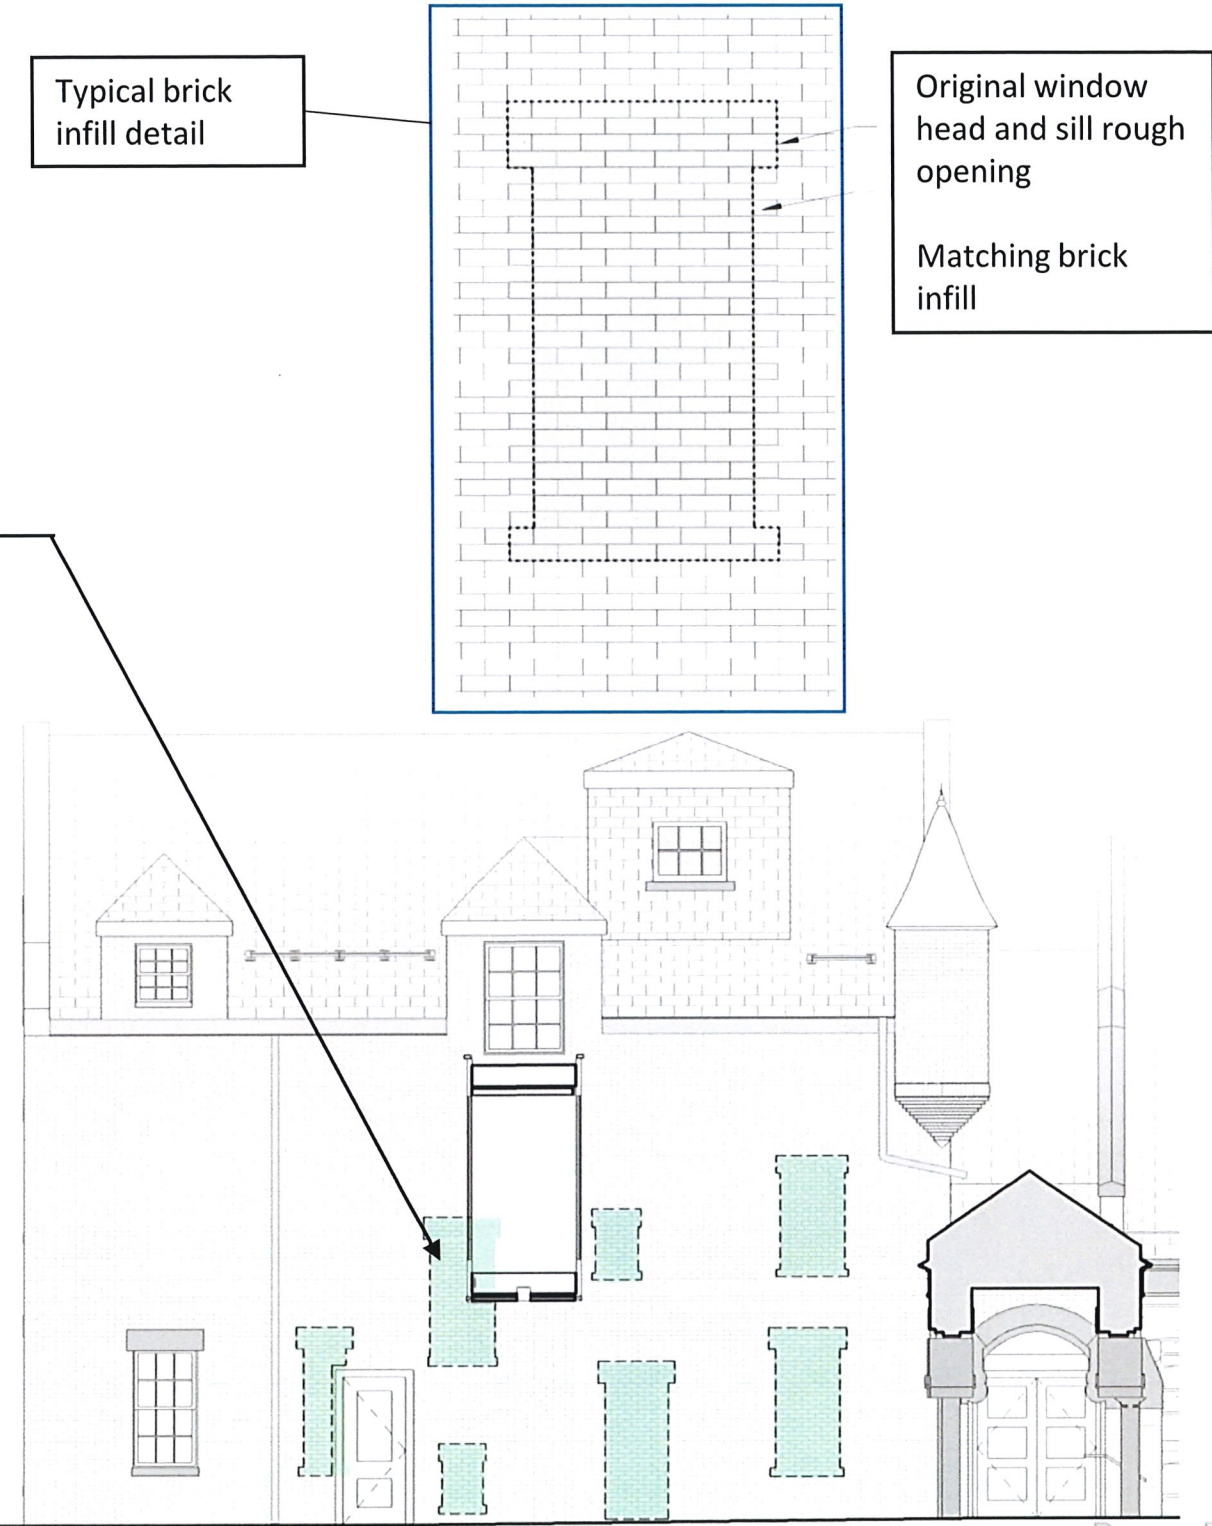 Typical brick
infill detail
Original window
head and sill rough
opening
Matching brick
infill